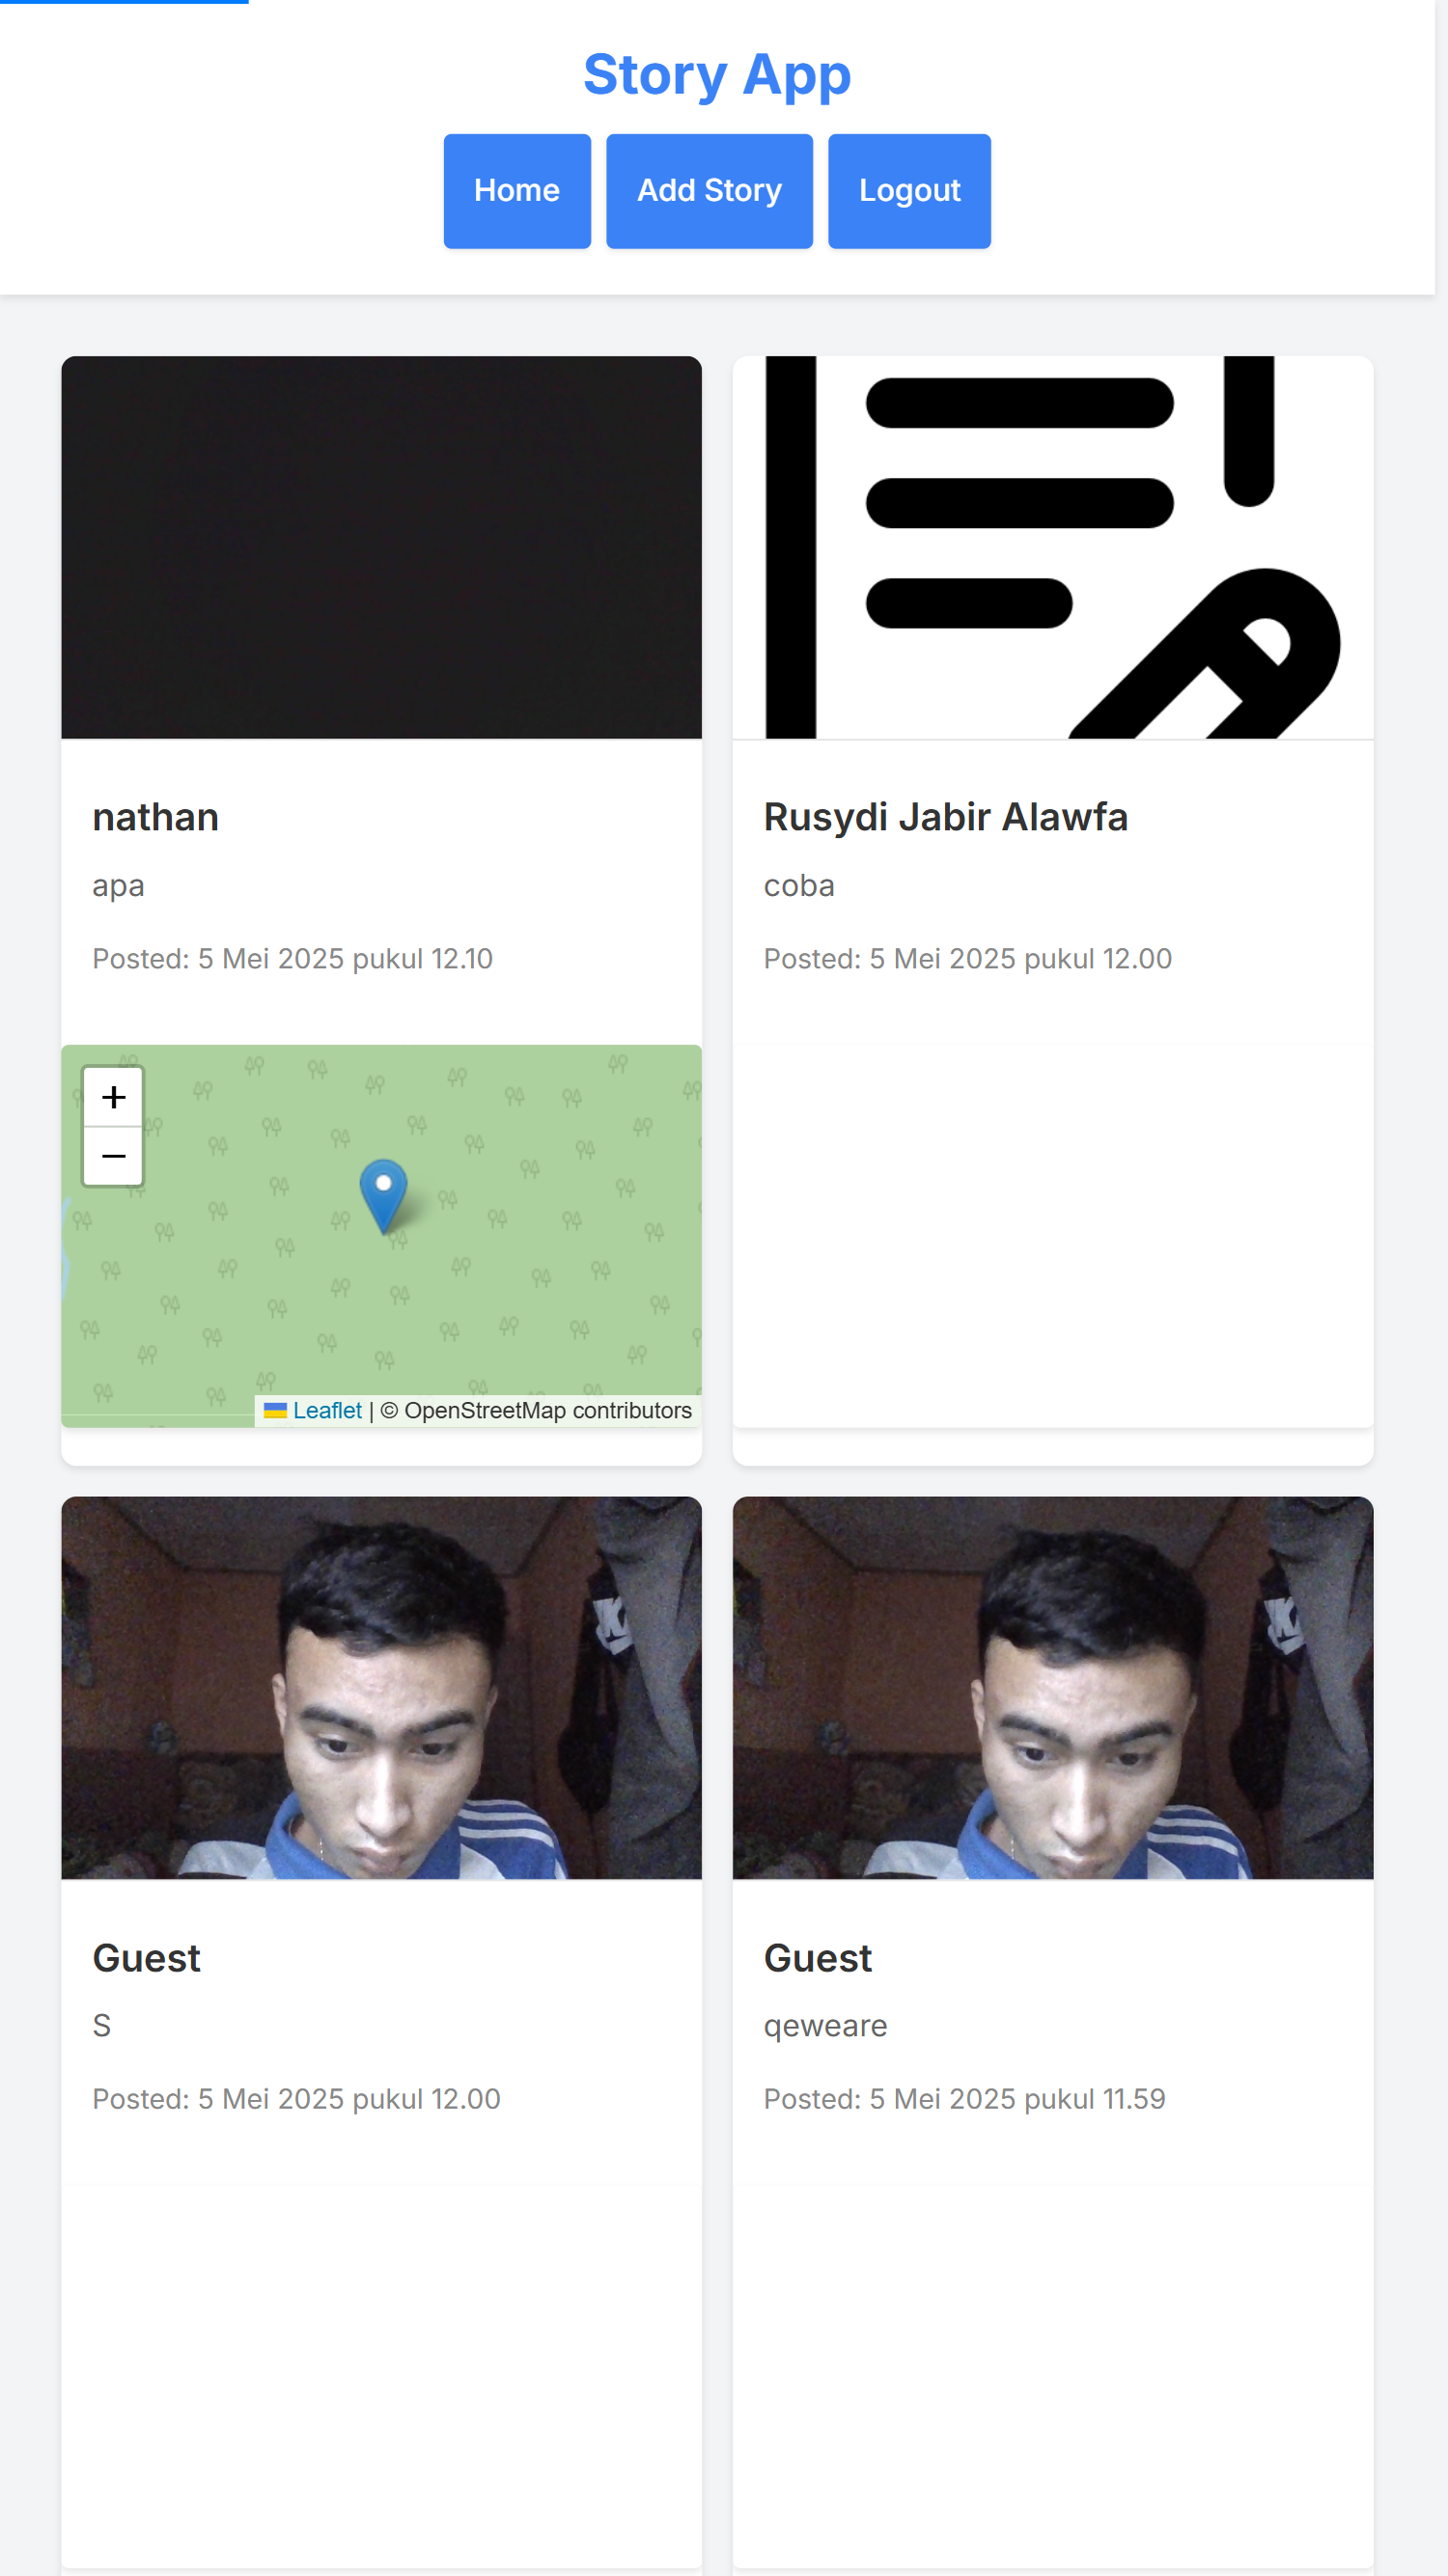 Story App
Home
Add Story
Logout
nathan
apa
Posted: 5 Mei 2025 pukul 12.10
+
−
Leaflet | © OpenStreetMap contributors
Rusydi Jabir Alawfa
coba
Posted: 5 Mei 2025 pukul 12.00
Guest
S
Posted: 5 Mei 2025 pukul 12.00
Guest
qeweare
Posted: 5 Mei 2025 pukul 11.59